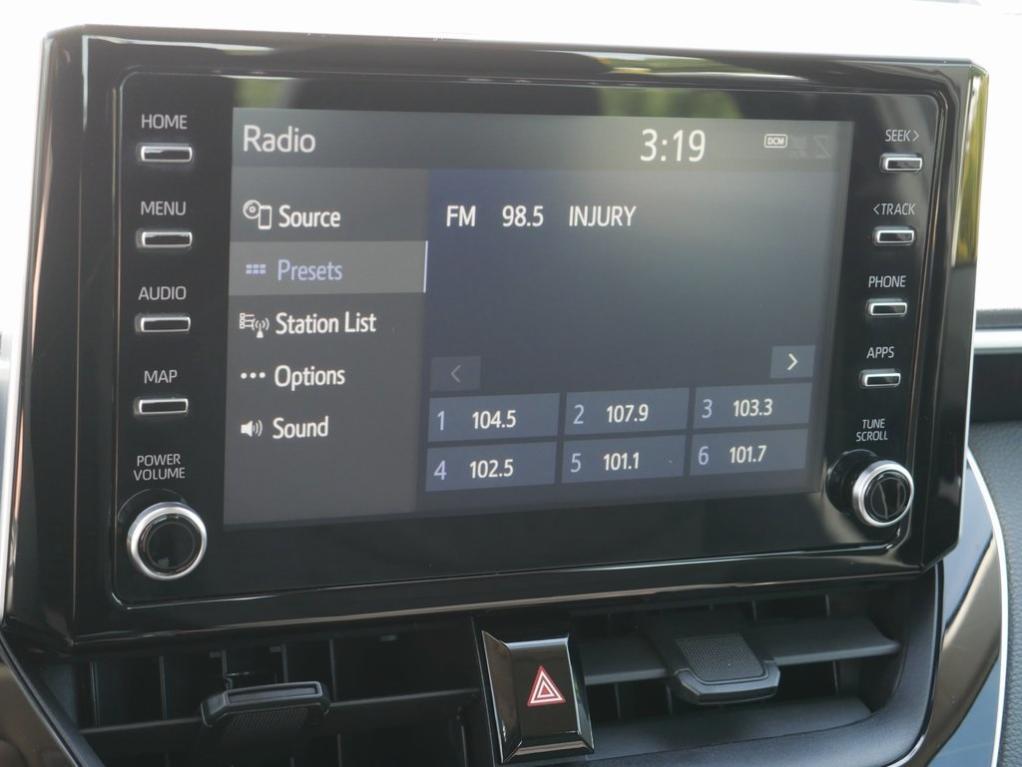 HOME
MENU
AUDIO
MAP
POWER
VOLUME
Radio
3:19
DCM
Source
Presets
Station List
Options
Sound
FM 98.5 INJURY
< >
1 104.5
2 107.9
3 103.3
4 102.5
5 101.1
6 101.7
SEEK>
<TRACK
PHONE
APPS
TUNE
SCROLL